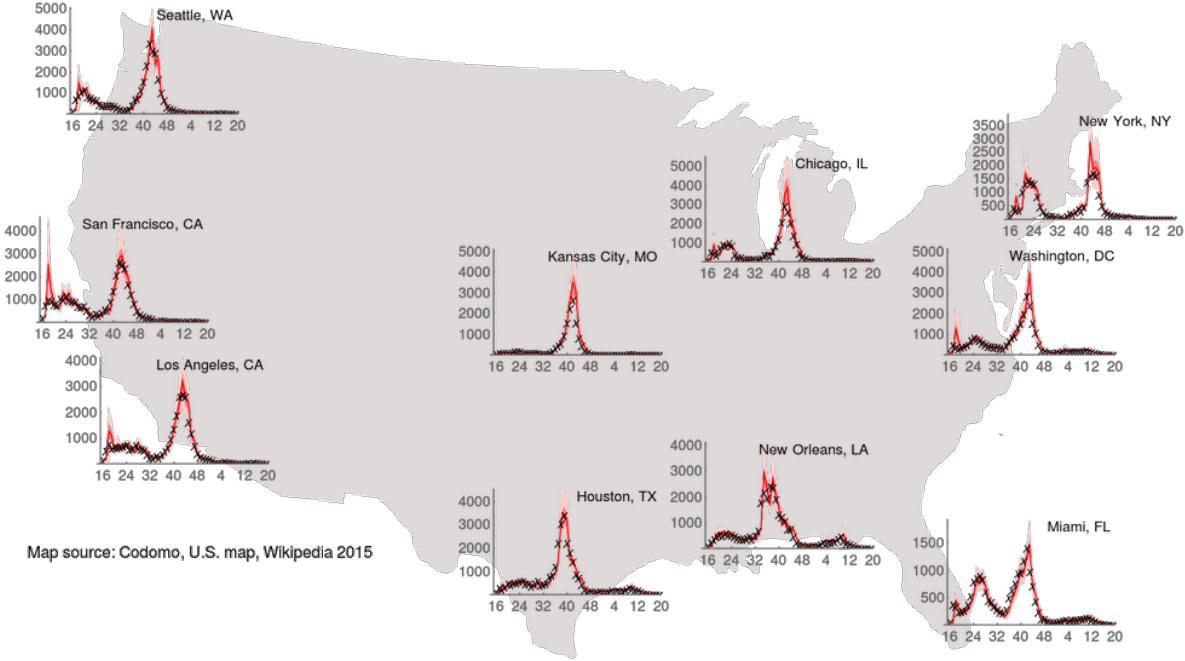 Seattle, WA
5000
4000
3000
2000
1000
16 24 32 40 48 4 12 20
New York, NY
3500
3000
2500
2000
1500
1000
500
16 24 32 40 48 4 12 20
Chicago, IL
5000
4000
3000
2000
1000
16 24 32 40 48 4 12 20
San Francisco, CA
4000
3000
2000
1000
16 24 32 40 48 4 12 20
Kansas City, MO
5000
4000
3000
2000
1000
16 24 32 40 48 4 12 20
Washington, DC
5000
4000
3000
2000
1000
16 24 32 40 48 4 12 20
Los Angeles, CA
4000
3000
2000
1000
16 24 32 40 48 4 12 20
New Orleans, LA
4000
3000
2000
1000
16 24 32 40 48 4 12 20
Houston, TX
4000
3000
2000
1000
16 24 32 40 48 4 12 20
Miami, FL
1500
1000
500
16 24 32 40 48 4 12 20
Map source: Codomo, U.S. map, Wikipedia 2015